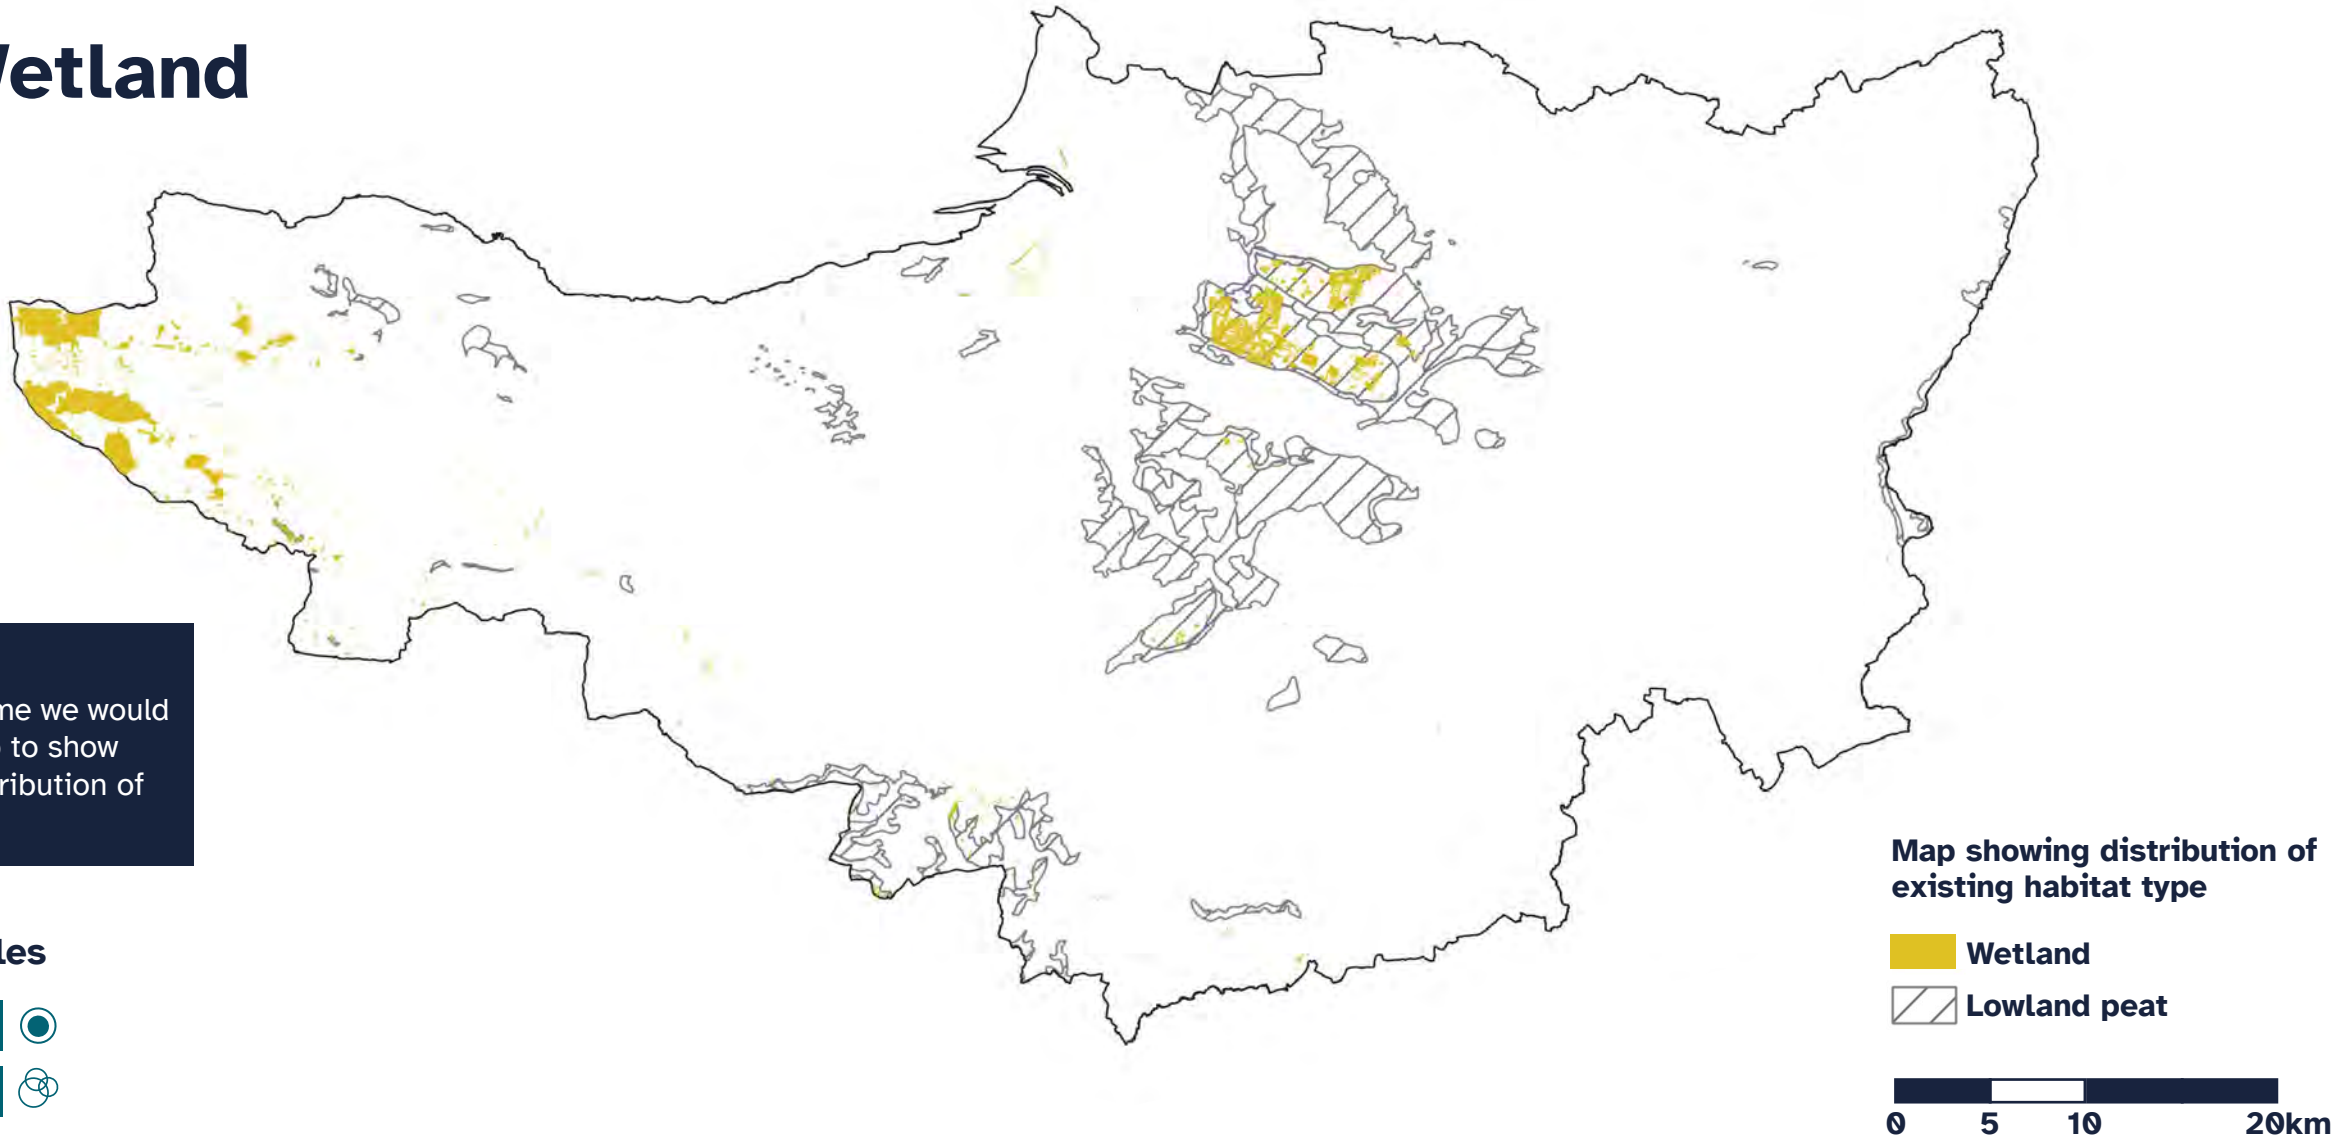 etland
me we would
to show
ribution of
les
Map showing distribution of
existing habitat type
Wetland
Lowland peat
0 5 10 20km